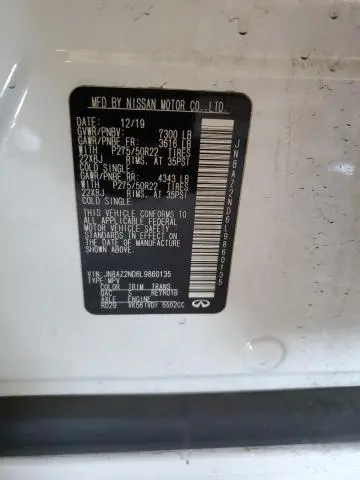 MFD BY NISSAN MOTOR CO.,LTD.
DATE: 12/19
GVWR/PNBV: 7300 LB
GAWR/PNBE FR: 3616 LB
WITH P275/50R22 TIRES
22X8J RIMS. AT 35PSI
COLD SINGLE
GAWR/PNBE RR: 4343 LB
WITH P275/50R22 TIRES
22X8J RIMS. AT 35PSI
COLD SINGLE
THIS VEHICLE CONFORMS TO
ALL APPLICABLE FEDERAL
MOTOR VEHICLE SAFETY
STANDARDS IN EFFECT ON
THE DATE OF MANUFACTURE
SHOWN ABOVE.
VIN: JN8AZ2ND6L9860135
TYPE: MPV
COLOR TRIM TRANS
QAC G
AXLE ENGINE
RD29 VK56(VD) 5552CC
JN8AZ2ND6L9860135